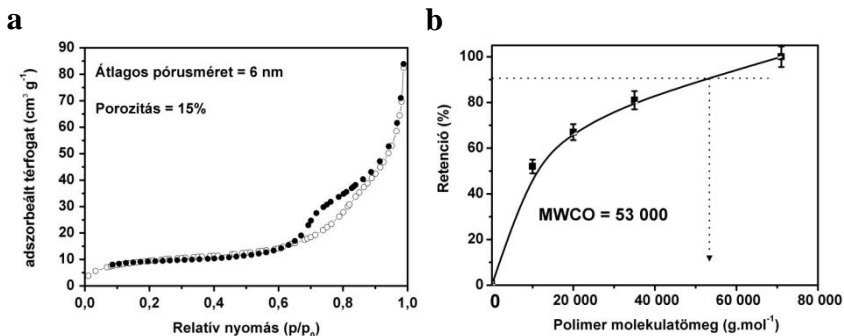 a
90
80
70
60
50
40
30
20
10
0
adszorbeált térfogat (cm³ g⁻¹)
Átlagos pórusméret = 6 nm
Porozitás = 15%
0,0 0,2 0,4 0,6 0,8 1,0
Relatív nyomás (p/p₀)
b
100
80
60
40
20
0
Retenció (%)
MWCO = 53 000
0 20 000 40 000 60 000 80 000
Polimer molekulatömeg (g.mol⁻¹)